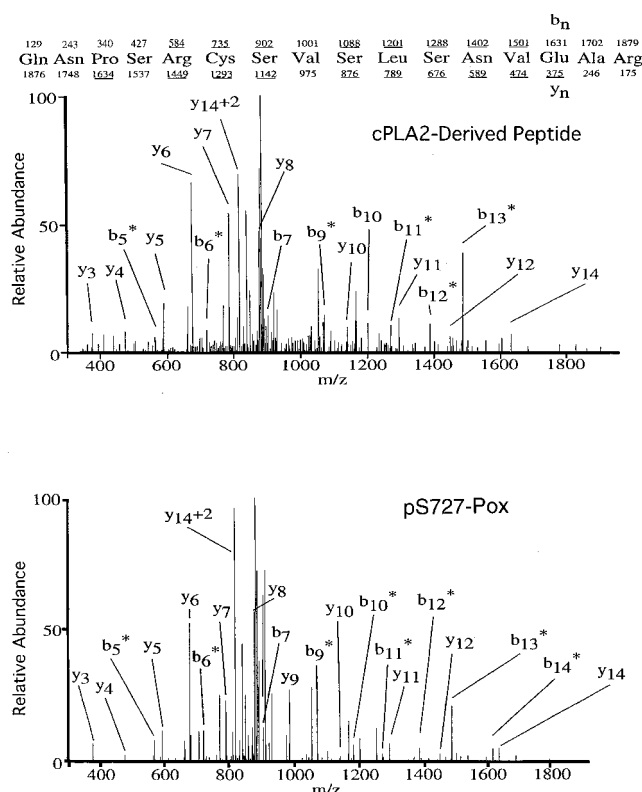 bn
129 243 340 427 584 735 902 1001 1088 1201 1288 1402 1501 1631 1702 1879
Gln Asn Pro Ser Arg Cys Ser Val Ser Leu Ser Asn Val Glu Ala Arg
1876 1748 1634 1537 1449 1293 1142 975 876 789 676 589 474 375 246 175
yn
100
y14+2
cPLA2-Derived Peptide
y7
y6
y8
Relative Abundance
50
b5*
y5
b6*
b7
b9*
b10
b11*
b13*
y3
y4
y10
y11
b12*
y12
y14
0
400 600 800 1000 1200 1400 1600 1800
m/z
100
pS727-Pox
y14+2
y6
y7
y8
Relative Abundance
50
b5*
y5
b6*
b7
y10
b10*
b12*
y3
y4
y9
b9*
b11*
y11
y12
b13*
b14*
y14
0
400 600 800 1000 1200 1400 1600 1800
m/z